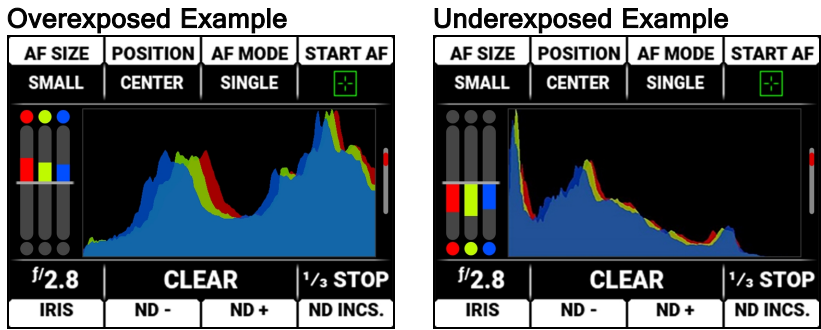 Overexposed Example
AF SIZE POSITION AF MODE START AF
SMALL CENTER SINGLE
ƒ/2.8 CLEAR ¹/₃ STOP
IRIS ND - ND + ND INCS.
Underexposed Example
AF SIZE POSITION AF MODE START AF
SMALL CENTER SINGLE
ƒ/2.8 CLEAR ¹/₃ STOP
IRIS ND - ND + ND INCS.